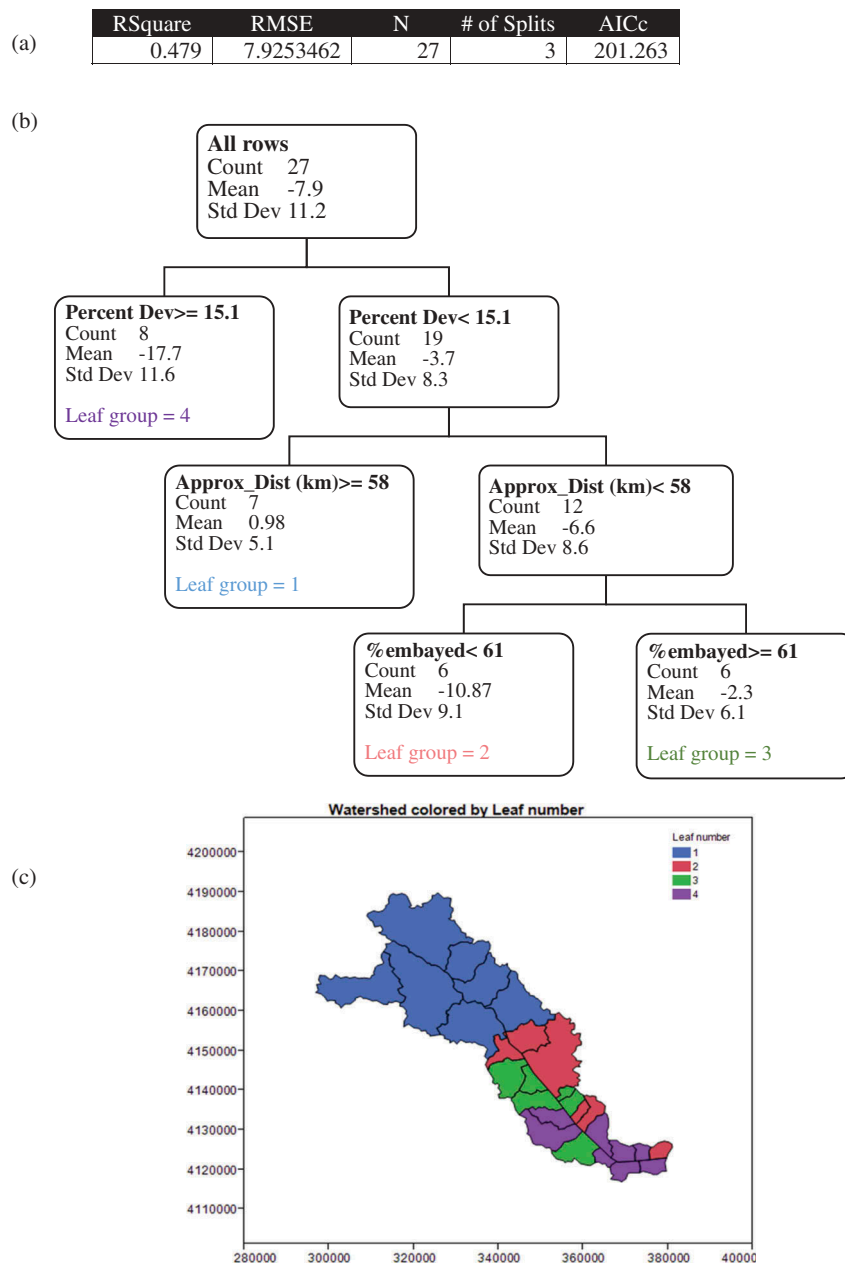 (a)
RSquare RMSE N # of Splits AICc
0.479 7.9253462 27 3 201.263
(b)
All rows
Count 27
Mean -7.9
Std Dev 11.2
Percent Dev>= 15.1
Count 8
Mean -17.7
Std Dev 11.6
Leaf group = 4
Percent Dev< 15.1
Count 19
Mean -3.7
Std Dev 8.3
Approx_Dist (km)>= 58
Count 7
Mean 0.98
Std Dev 5.1
Leaf group = 1
Approx_Dist (km)< 58
Count 12
Mean -6.6
Std Dev 8.6
%embayed< 61
Count 6
Mean -10.87
Std Dev 9.1
Leaf group = 2
%embayed>= 61
Count 6
Mean -2.3
Std Dev 6.1
Leaf group = 3
(c)
Watershed colored by Leaf number
Leaf number
1
2
3
4
4200000
4190000
4180000
4170000
4160000
4150000
4140000
4130000
4120000
4110000
280000 300000 320000 340000 360000 380000 40000